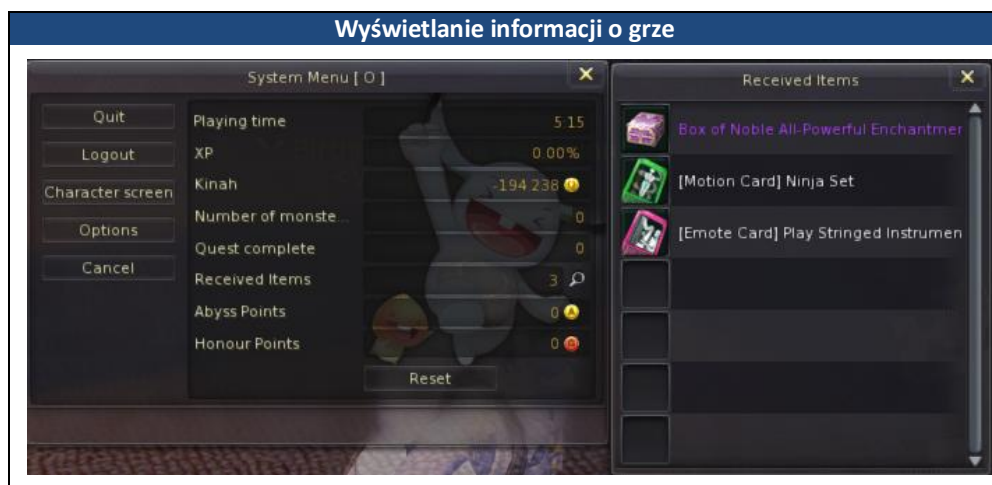 Wyświetlanie informacji o grze
System Menu [ O ]
Quit
Logout
Character screen
Options
Cancel
Playing time 5:15
XP 0.00%
Kinah -194 238
Number of monste...
0
Quest complete 0
Received Items 3
Abyss Points 0
Honour Points 0
Reset
Received Items
Box of Noble All-Powerful Enchantmer
[Motion Card] Ninja Set
[Emote Card] Play Stringed Instrumen